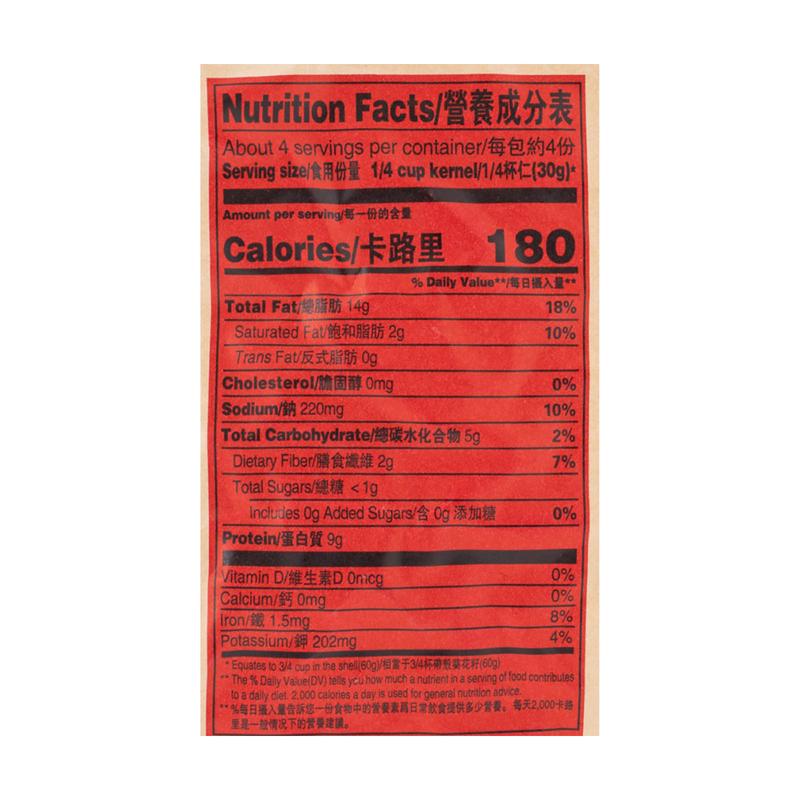 Nutrition Facts/營養成分表
About 4 servings per container/每包約4份
Serving size/食用份量 1/4 cup kernel/1/4杯仁(30g)*
Amount per serving/每一份的含量
Calories/卡路里 180
% Daily Value**/每日攝入量**
Total Fat/總脂肪 14g 18%
Saturated Fat/飽和脂肪 2g 10%
Trans Fat/反式脂肪 0g
Cholesterol/膽固醇 0mg 0%
Sodium/鈉 220mg 10%
Total Carbohydrate/總碳水化合物 5g 2%
Dietary Fiber/膳食纖維 2g 7%
Total Sugars/總糖 <1g
Includes 0g Added Sugars/含 0g 添加糖 0%
Protein/蛋白質 9g
Vitamin D/維生素D 0mcg 0%
Calcium/鈣 0mg 0%
Iron/鐵 1.5mg 8%
Potassium/鉀 202mg 4%
* Equates to 3/4 cup in the shell(60g)/相當于3/4杯帶殼葵花籽(60g)
** The % Daily Value(DV) tells you how much a nutrient in a serving of food contributes
to a daily diet. 2,000 calories a day is used for general nutrition advice.
** %每日攝入量告訴您一份食物中的營養素爲日常飲食提供多少營養。每天2,000卡路
里是一般情况下的營養建議。